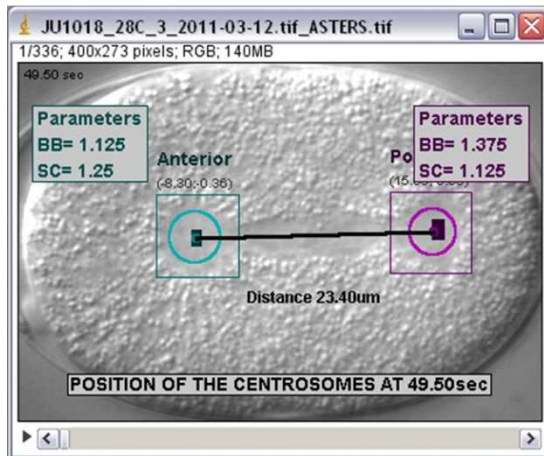 JU1018_28C_3_2011-03-12.tif_ASTERS.tif
1/336; 400x273 pixels; RGB; 140MB
49.50 sec
Parameters
BB= 1.125
SC= 1.25
Parameters
BB= 1.375
SC= 1.125
Anterior
Po
(-8.30;-0.36)
Distance 23.40um
POSITION OF THE CENTROSOMES AT 49.50sec